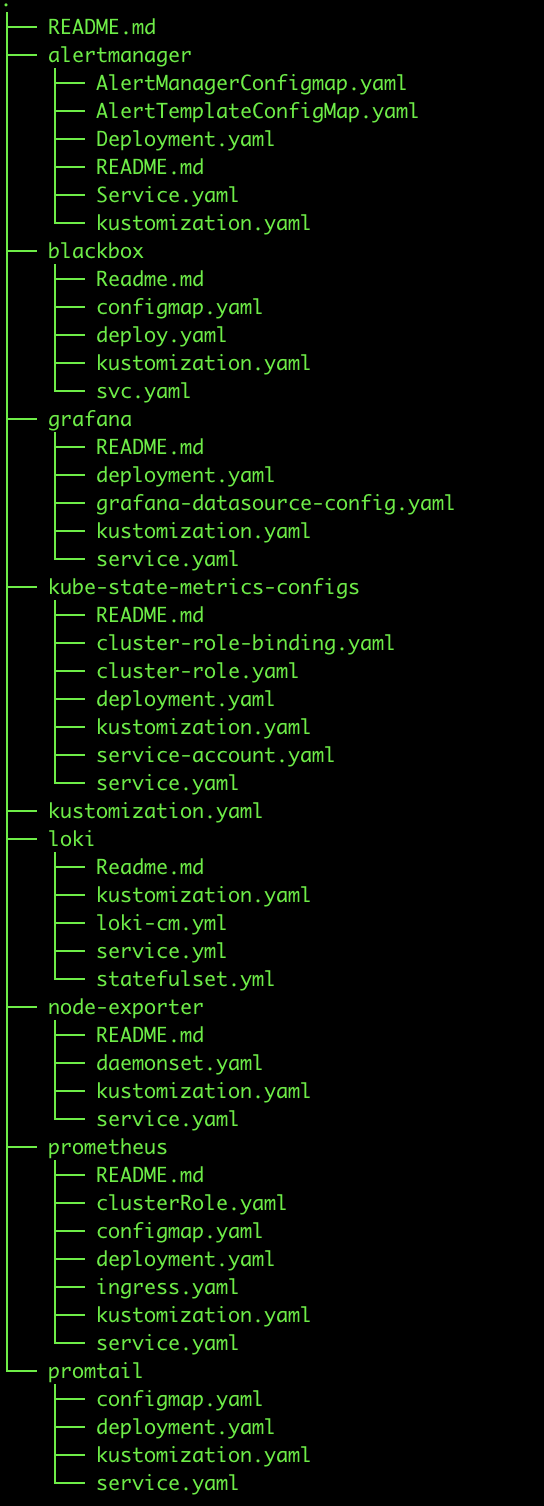 .
├── README.md
├── alertmanager
│   ├── AlertManagerConfigmap.yaml
│   ├── AlertTemplateConfigMap.yaml
│   ├── Deployment.yaml
│   ├── README.md
│   ├── Service.yaml
│   └── kustomization.yaml
├── blackbox
│   ├── Readme.md
│   ├── configmap.yaml
│   ├── deploy.yaml
│   ├── kustomization.yaml
│   └── svc.yaml
├── grafana
│   ├── README.md
│   ├── deployment.yaml
│   ├── grafana-datasource-config.yaml
│   ├── kustomization.yaml
│   └── service.yaml
├── kube-state-metrics-configs
│   ├── README.md
│   ├── cluster-role-binding.yaml
│   ├── cluster-role.yaml
│   ├── deployment.yaml
│   ├── kustomization.yaml
│   ├── service-account.yaml
│   └── service.yaml
├── kustomization.yaml
├── loki
│   ├── Readme.md
│   ├── kustomization.yaml
│   ├── loki-cm.yml
│   ├── service.yml
│   └── statefulset.yml
├── node-exporter
│   ├── README.md
│   ├── daemonset.yaml
│   ├── kustomization.yaml
│   └── service.yaml
├── prometheus
│   ├── README.md
│   ├── clusterRole.yaml
│   ├── configmap.yaml
│   ├── deployment.yaml
│   ├── ingress.yaml
│   ├── kustomization.yaml
│   └── service.yaml
└── promtail
    ├── configmap.yaml
    ├── deployment.yaml
    ├── kustomization.yaml
    └── service.yaml